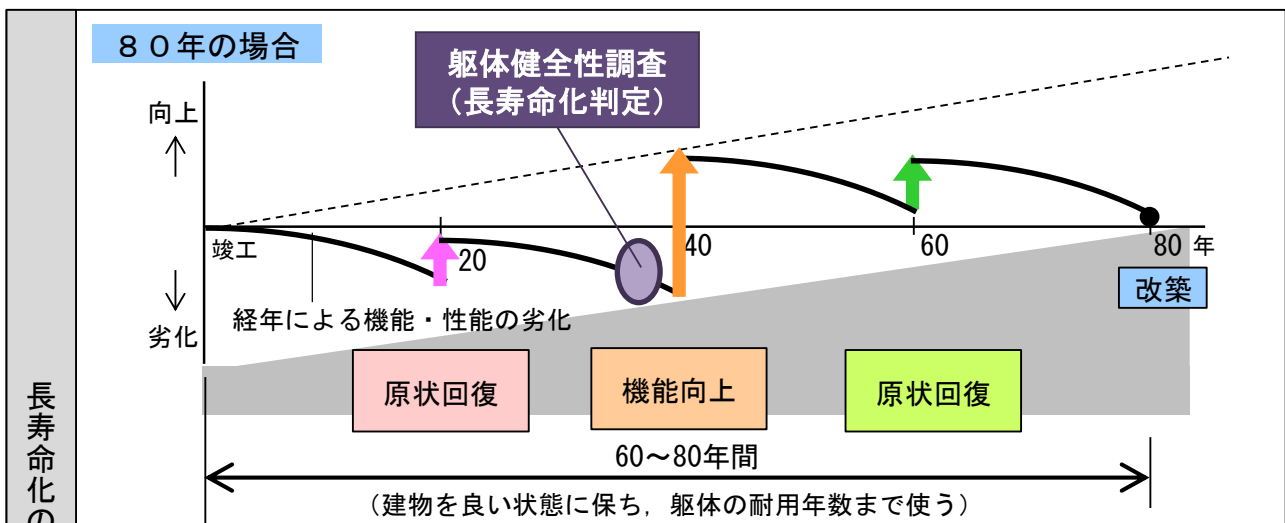 ８０年の場合
躯体健全性調査
（長寿命化判定）
向上
↑
竣工
20
40
60
80 年
↓
劣化
経年による機能・性能の劣化
改築
原状回復
機能向上
原状回復
60～80年間
（建物を良い状態に保ち，躯体の耐用年数まで使う）
長寿命化の